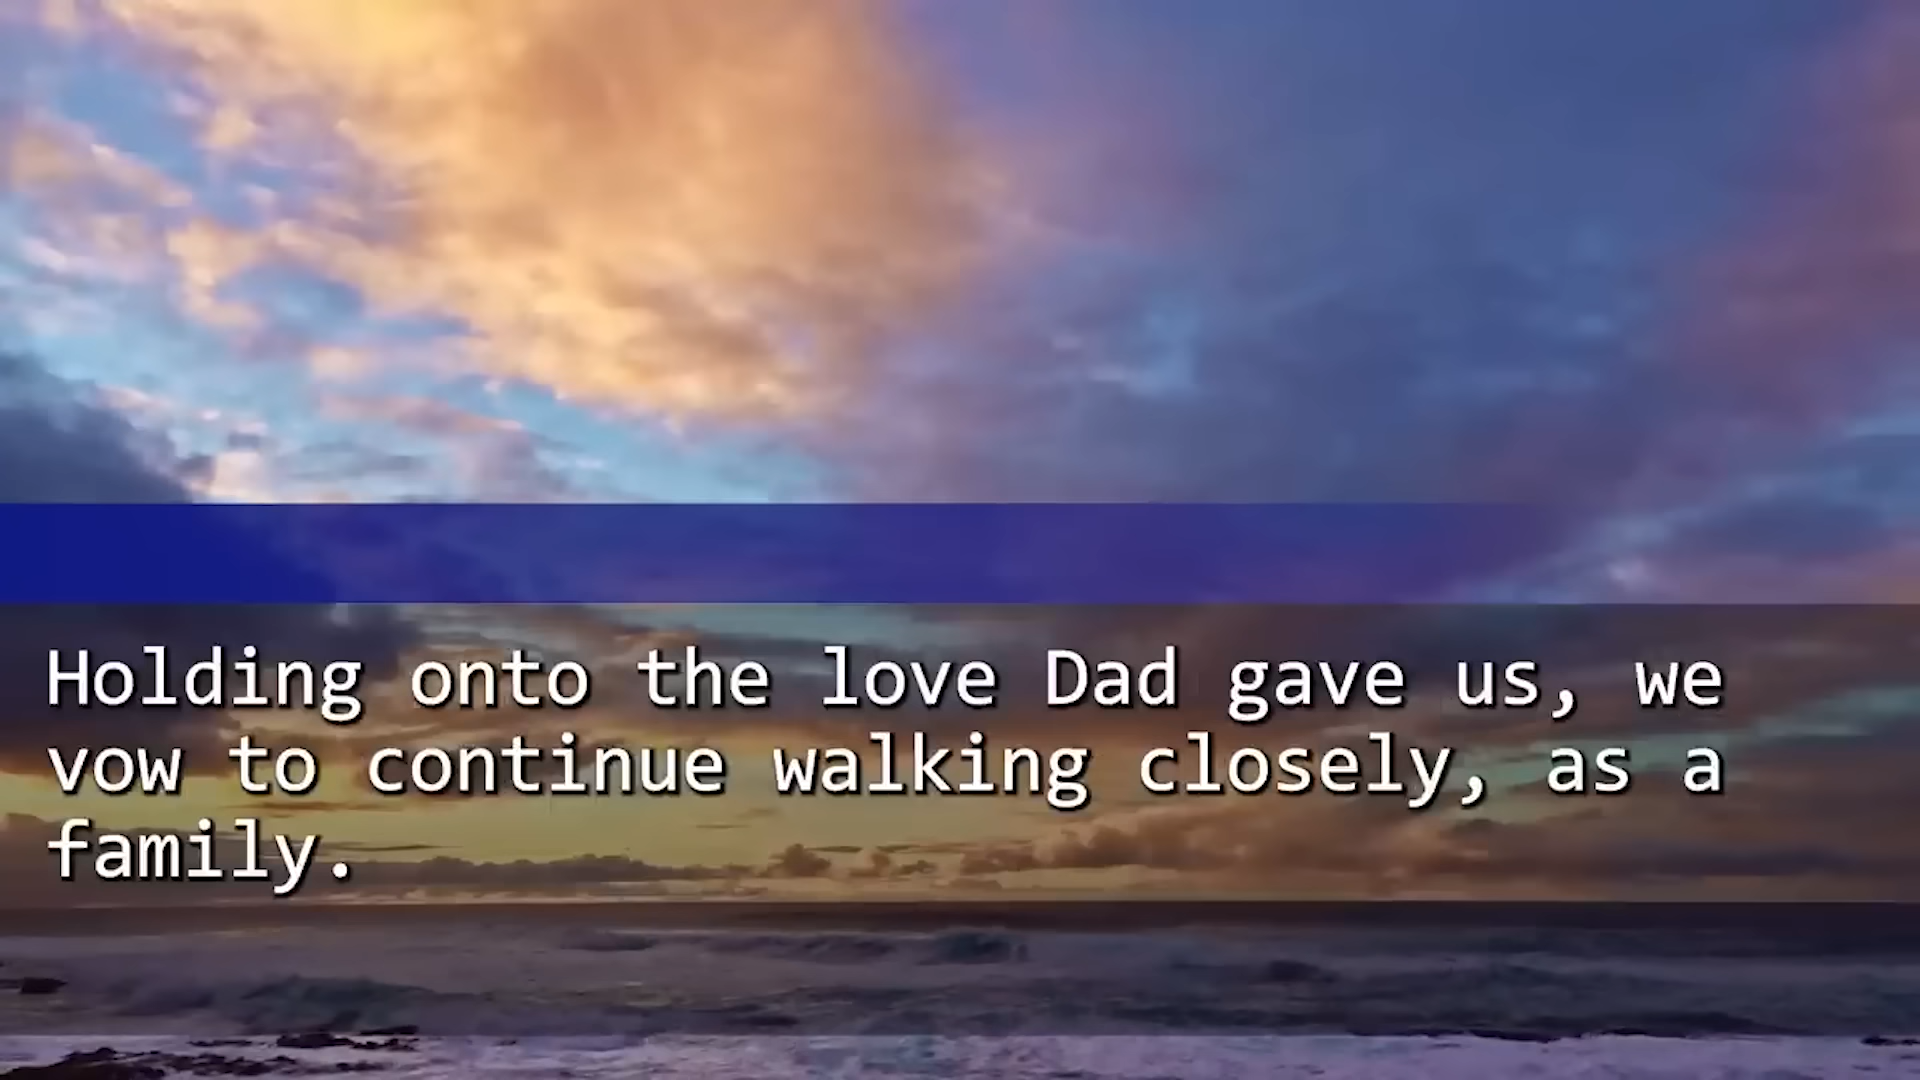 Holding onto the love Dad gave us, we
vow to continue walking closely, as a
family.